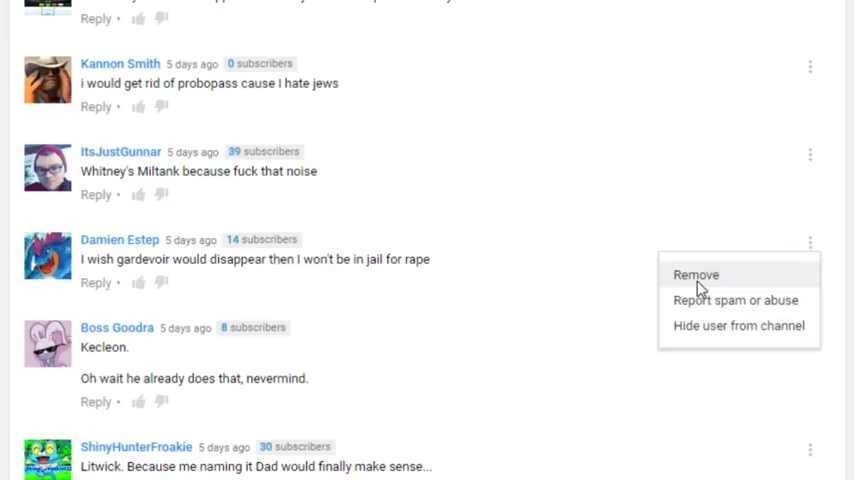 Reply •
Kannon Smith 5 days ago 0 subscribers
i would get rid of probopass cause I hate jews
Reply •
ItsJustGunnar 5 days ago 39 subscribers
Whitney's Miltank because fuck that noise
Reply •
Damien Estep 5 days ago 14 subscribers
I wish gardevoir would disappear then I won't be in jail for rape
Remove
Reply •
Report spam or abuse
Hide user from channel
Boss Goodra 5 days ago 8 subscribers
Kecleon.
Oh wait he already does that, nevermind.
Reply •
ShinyHunterFroakie 5 days ago 30 subscribers
Litwick. Because me naming it Dad would finally make sense...